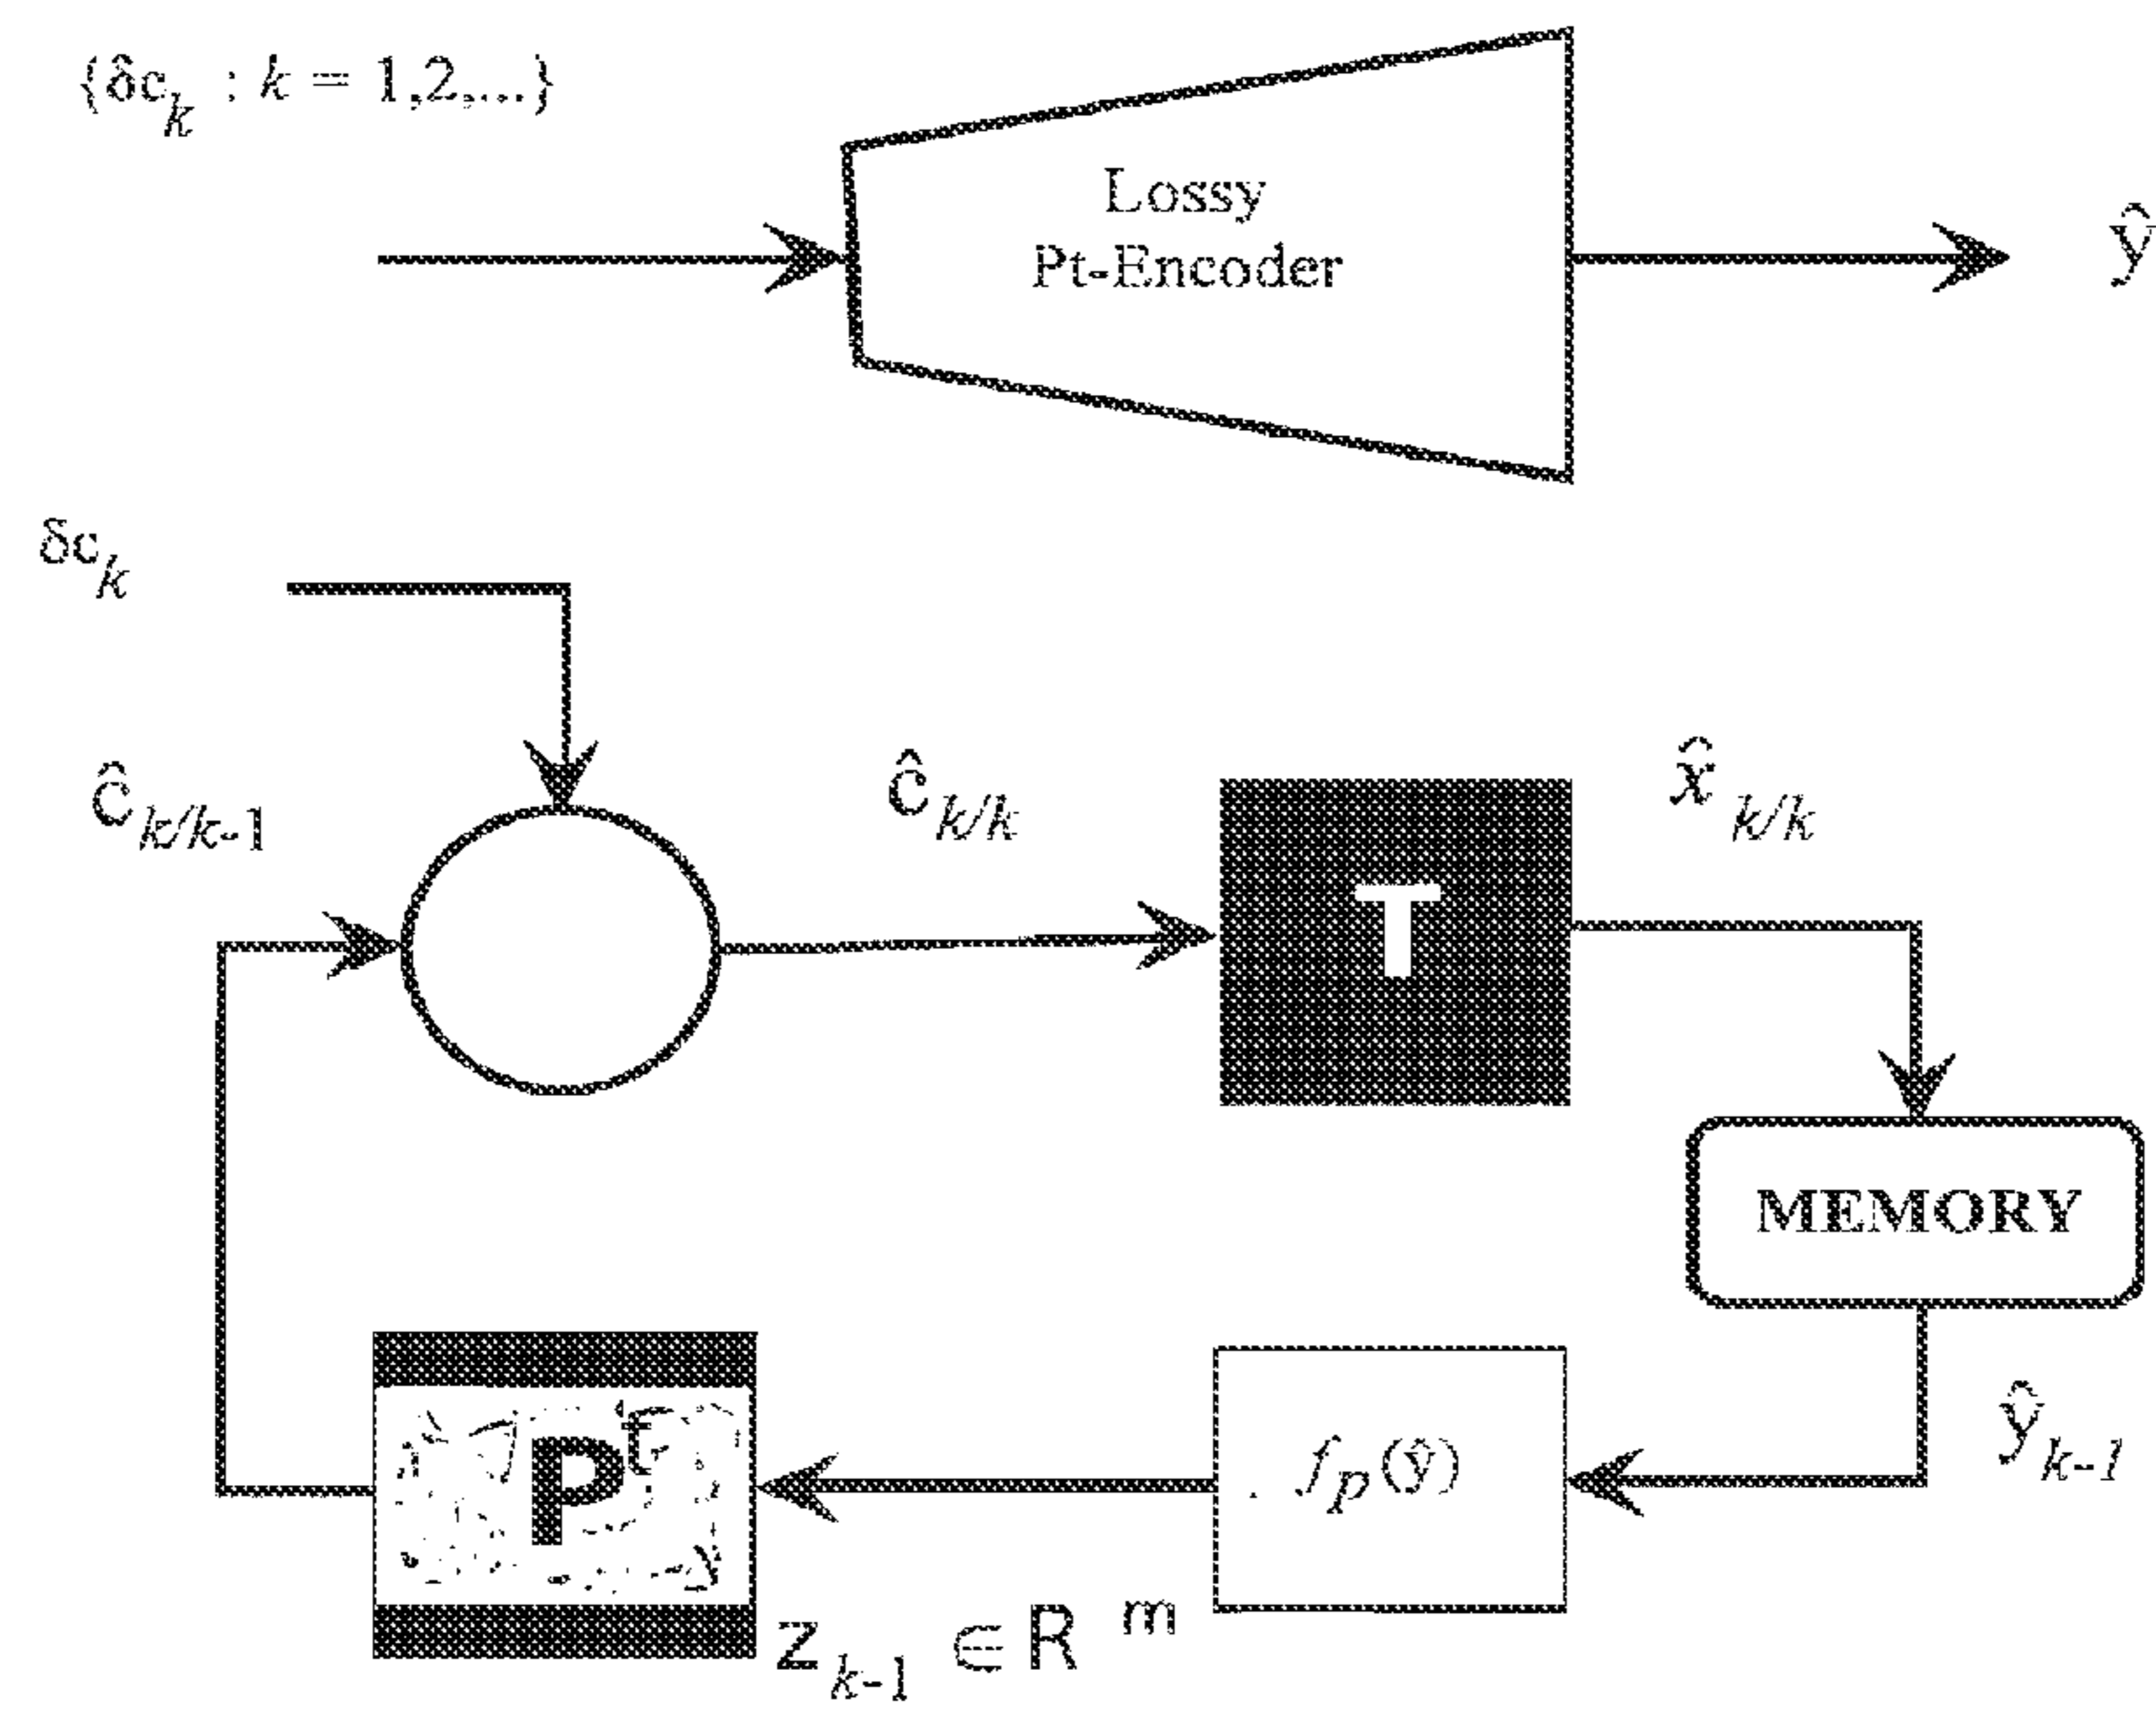 {δc_k : k = 1,2,...}
Lossy
Pt-Encoder
ŷ
δc_k
ĉ_k/k-1
ĉ_k/k
x̂_k/k
T
MEMORY
ŷ_k-1
f_p(ŷ)
P^t
z_k-1 ∈ R^m